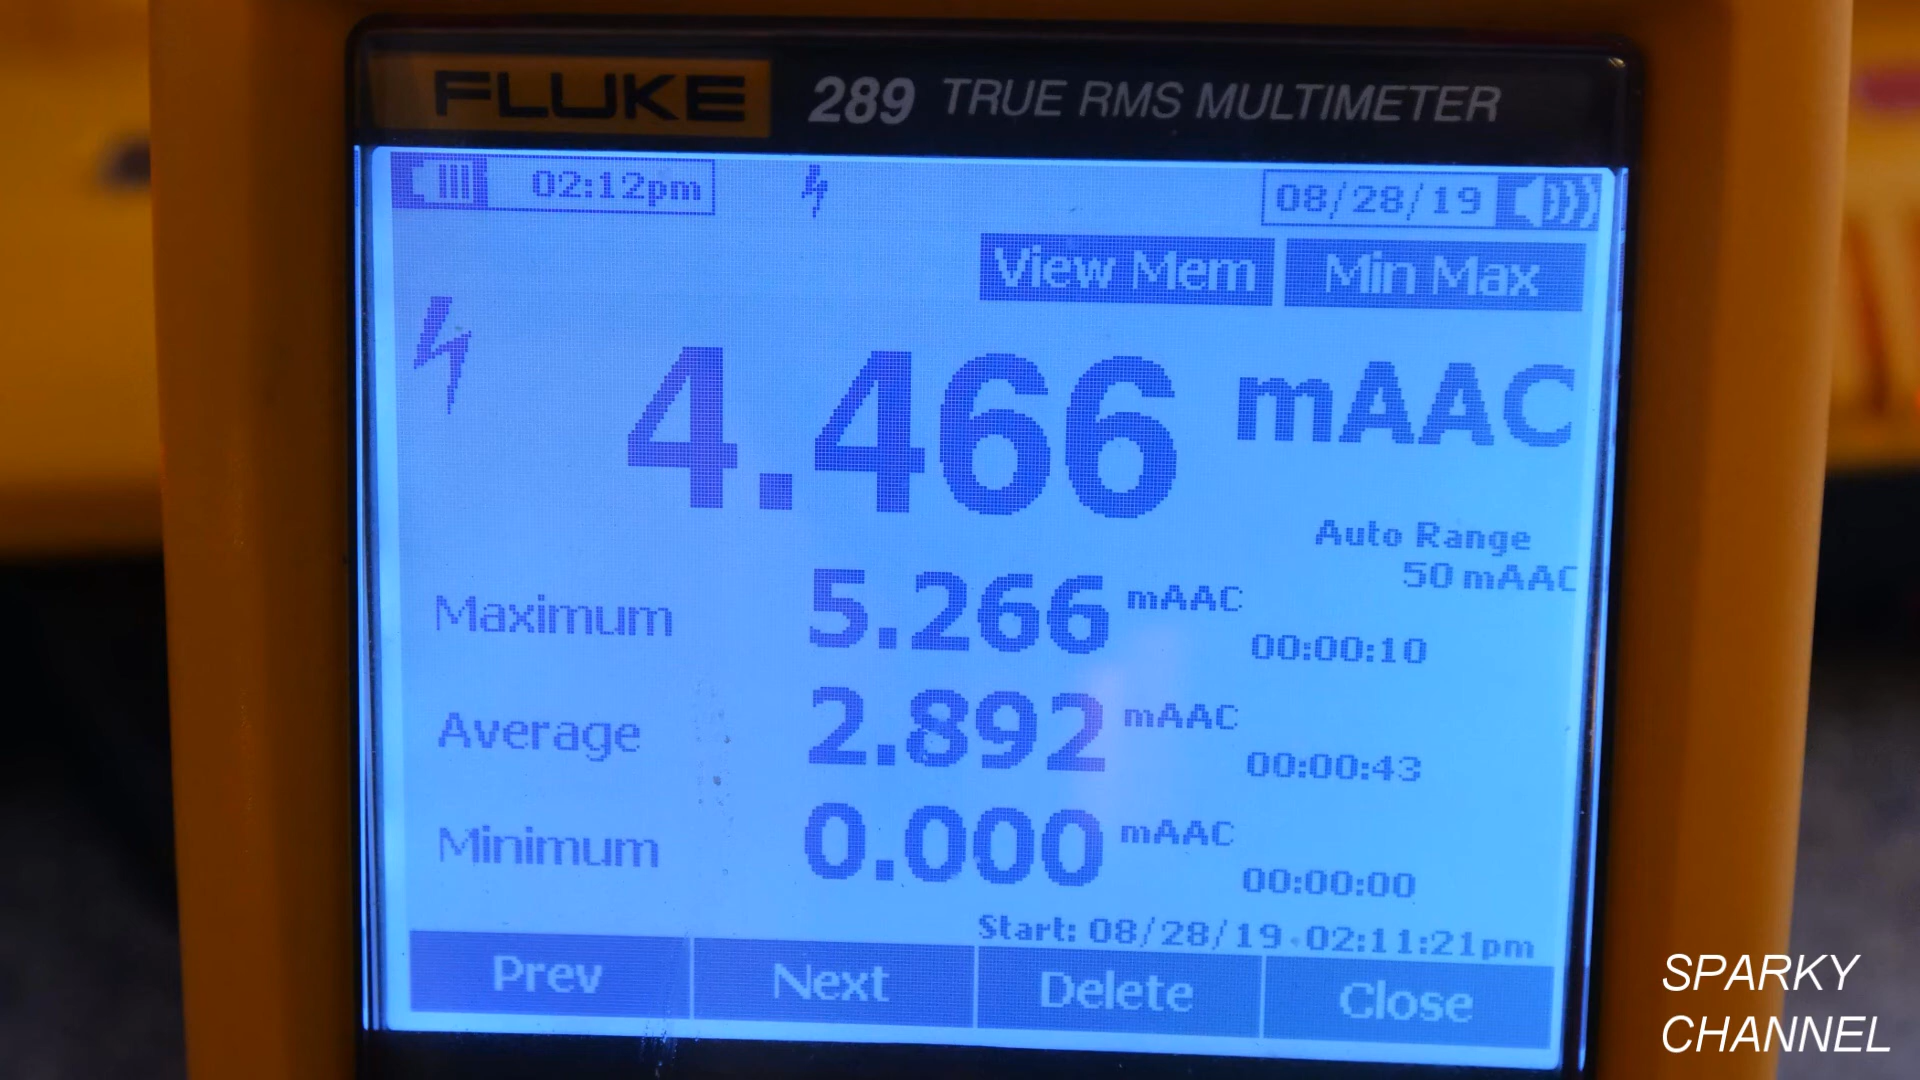 FLUKE 289 TRUE RMS MULTIMETER
02:12pm 08/28/19
View Mem Min Max
4.466 mAAC
Auto Range
50 mAAC
Maximum 5.266 mAAC 00:00:10
Average 2.892 mAAC 00:00:43
Minimum 0.000 mAAC 00:00:00
Start: 08/28/19 02:11:21pm
Prev Next Delete Close
SPARKY
CHANNEL